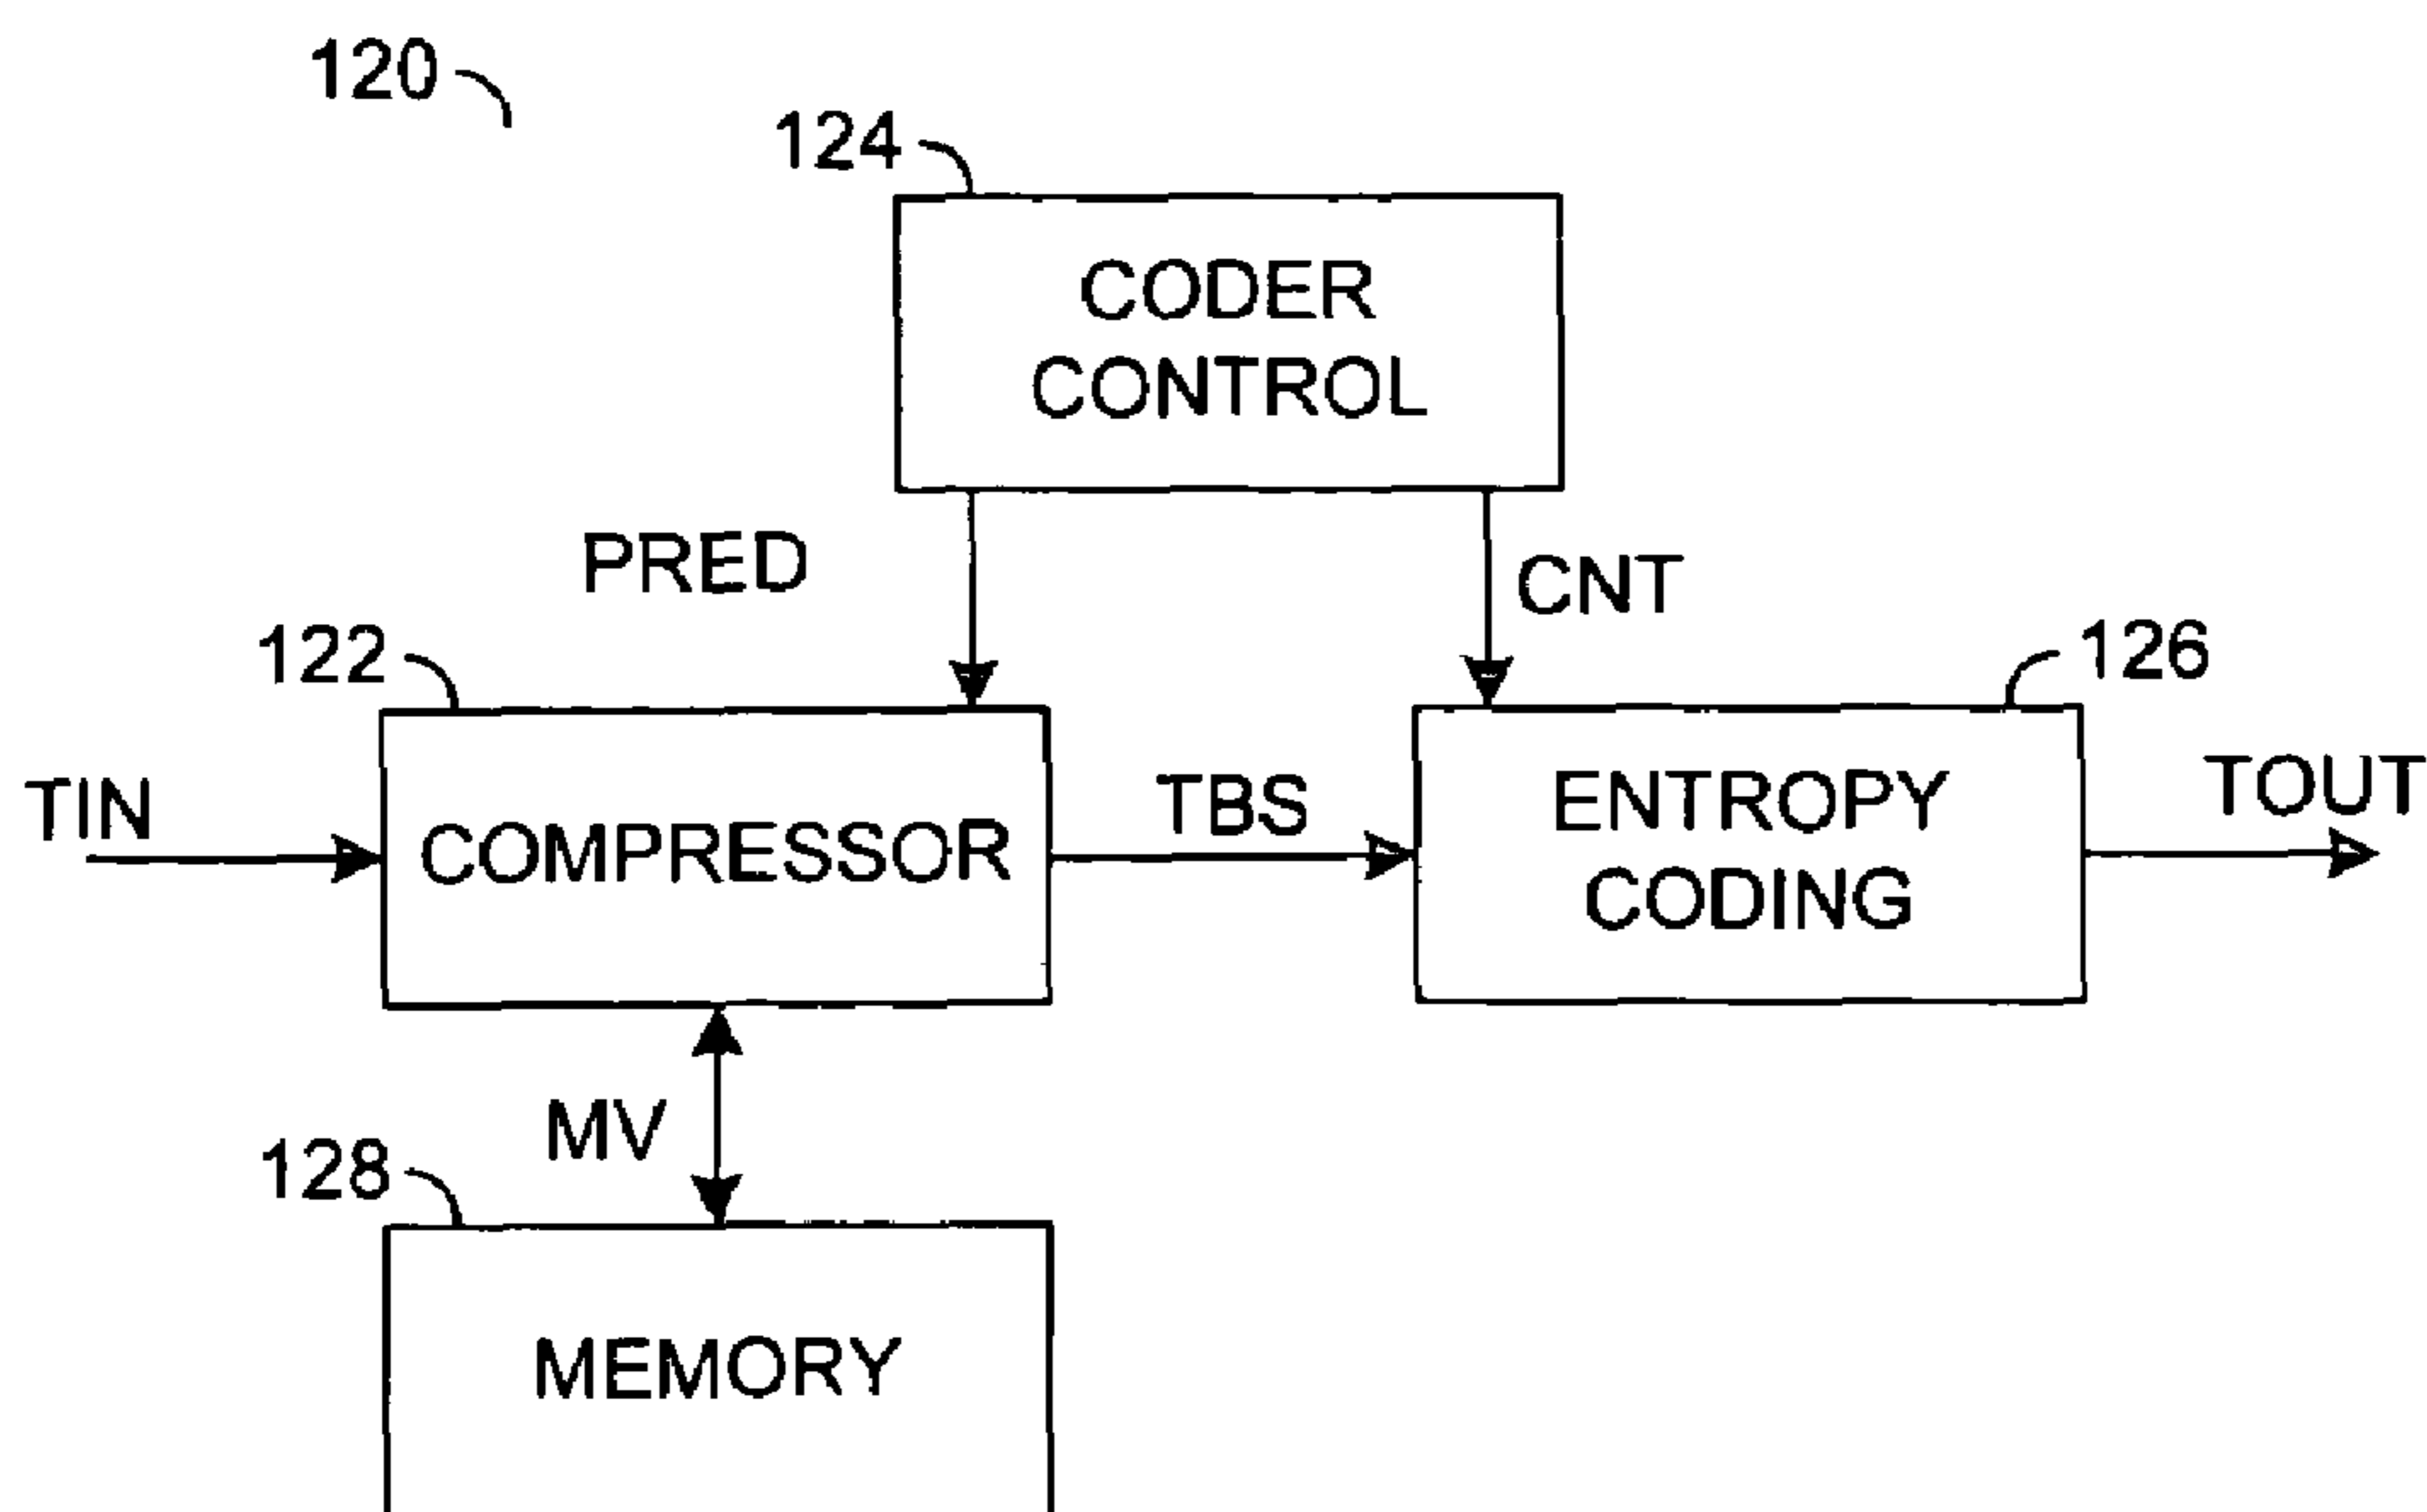 120
124
CODER
CONTROL
PRED
CNT
122
126
TIN
COMPRESSOR
TBS
ENTROPY
CODING
TOUT
MV
128
MEMORY